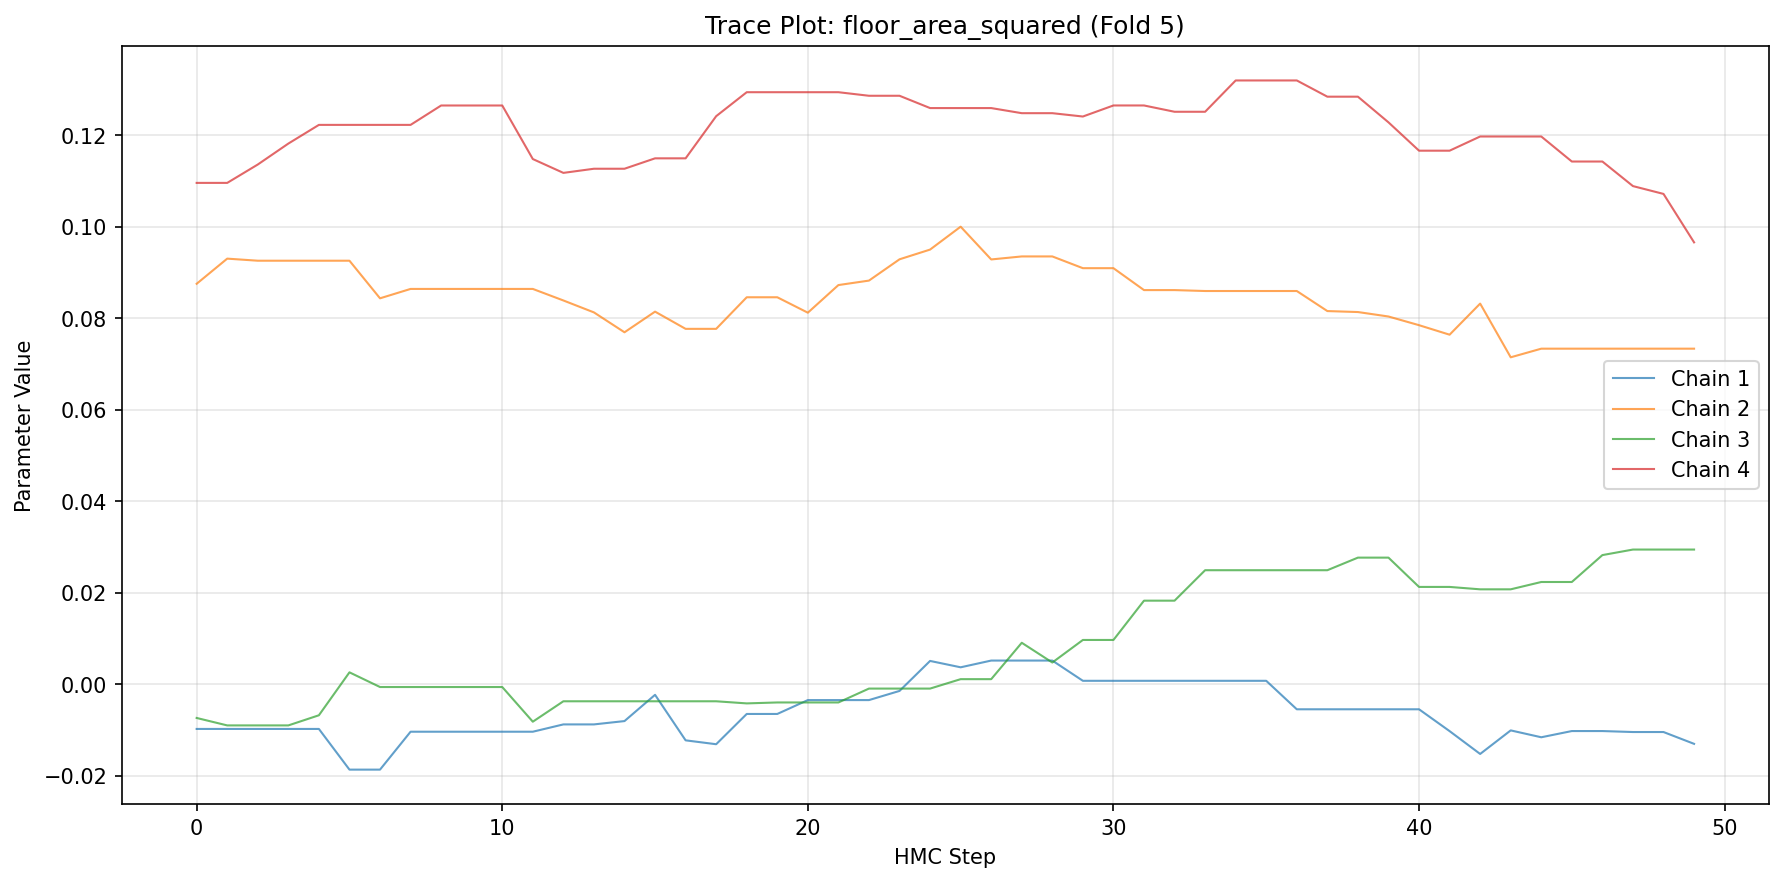 Trace Plot: floor_area_squared (Fold 5)
Parameter Value
0.12
0.10
0.08
0.06
0.04
0.02
0.00
−0.02
Chain 1
Chain 2
Chain 3
Chain 4
0 10 20 30 40 50
HMC Step